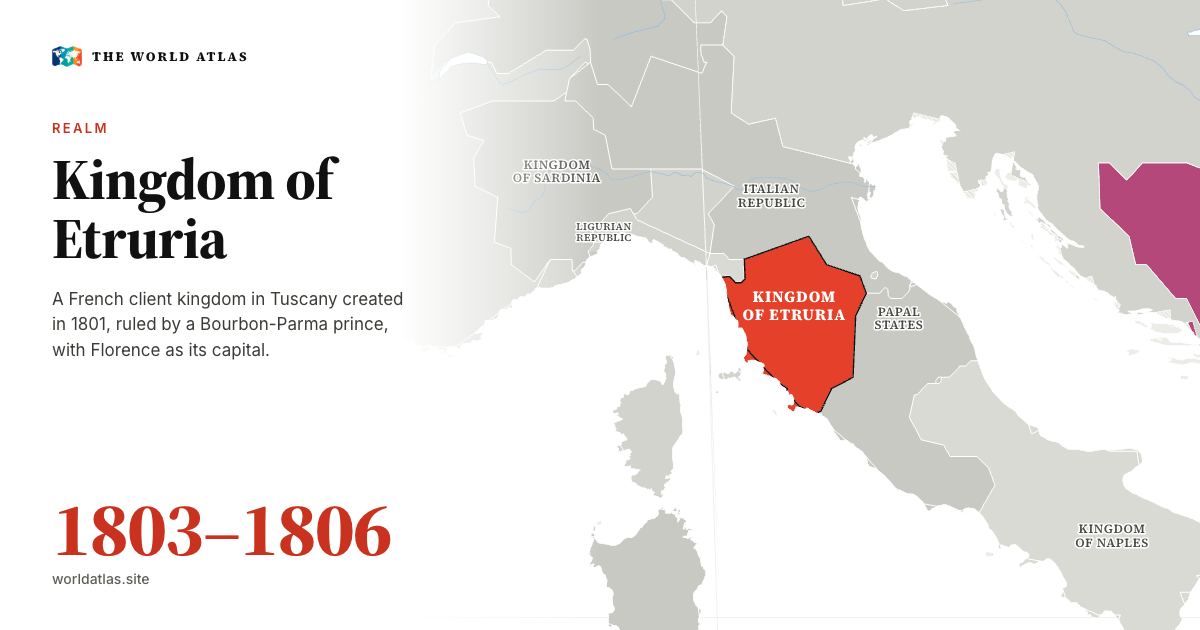 THE WORLD ATLAS
REALM
Kingdom of
Etruria
A French client kingdom in Tuscany created
in 1801, ruled by a Bourbon-Parma prince,
with Florence as its capital.
1803–1806
worldatlas.site
KINGDOM
OF SARDINIA
LIGURIAN
REPUBLIC
ITALIAN
REPUBLIC
KINGDOM
OF ETRURIA
PAPAL
STATES
KINGDOM
OF NAPLES